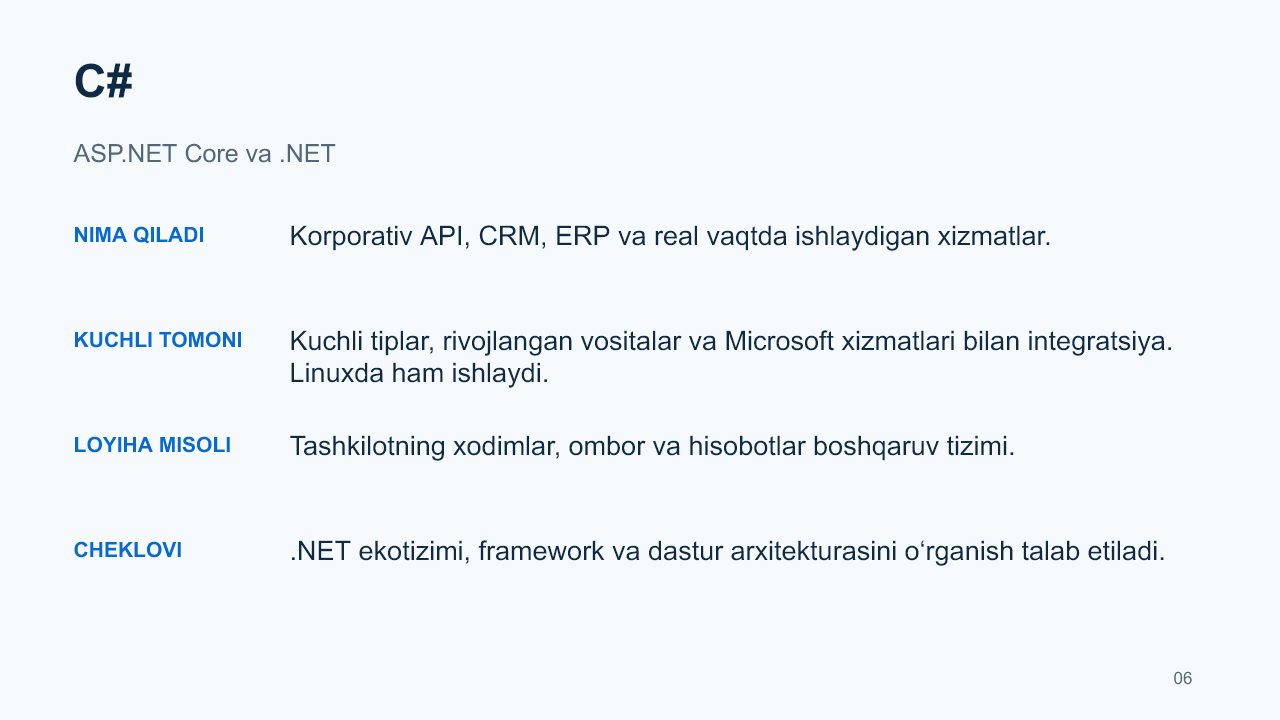 C#
ASP.NET Core va .NET
NIMA QILADI
Korporativ API, CRM, ERP va real vaqtda ishlaydigan xizmatlar.
KUCHLI TOMONI
Kuchli tiplar, rivojlangan vositalar va Microsoft xizmatlari bilan integratsiya.
Linuxda ham ishlaydi.
LOYIHA MISOLI
Tashkilotning xodimlar, ombor va hisobotlar boshqaruv tizimi.
CHEKLOVI
.NET ekotizimi, framework va dastur arxitekturasini oʻrganish talab etiladi.
06